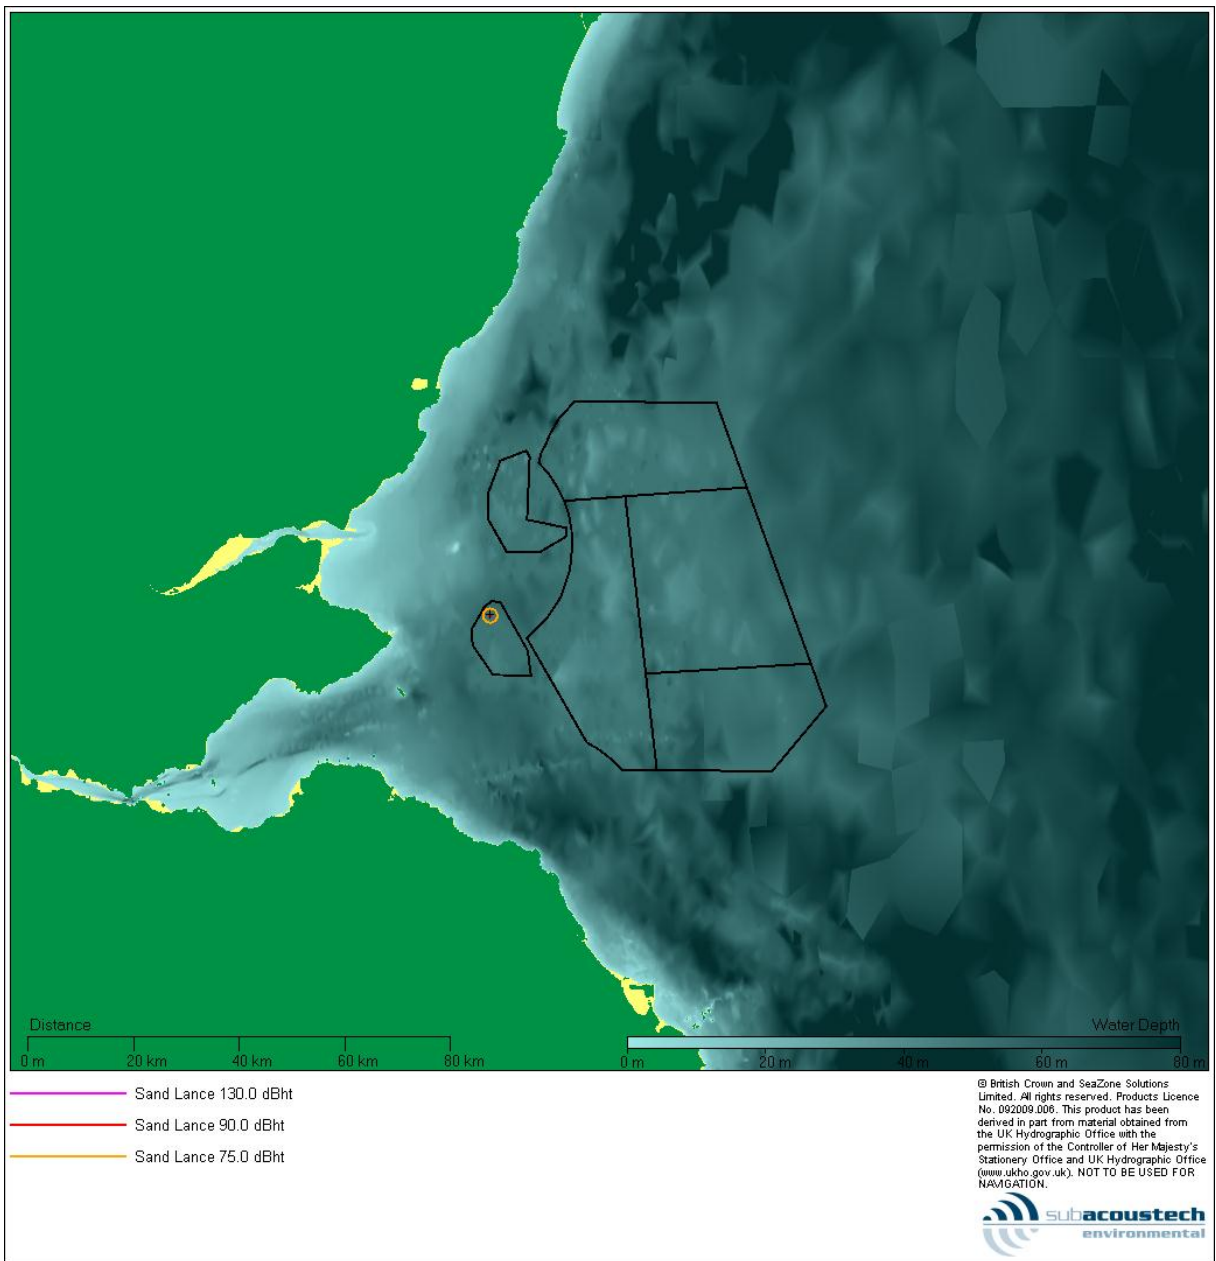 Distance
0 m 20 km 40 km 60 km 80 km
Water Depth
0 m 20 m 40 m 60 m 80 m
Sand Lance 130.0 dBht
Sand Lance 90.0 dBht
Sand Lance 75.0 dBht
© British Crown and SeaZone Solutions
Limited. All rights reserved. Products Licence
No. 092009.006. This product has been
derived in part from material obtained from
the UK Hydrographic Office with the
permission of the Controller of Her Majesty's
Stationery Office and UK Hydrographic Office
(www.ukho.gov.uk). NOT TO BE USED FOR
NAVIGATION.
subacoustech
environmental